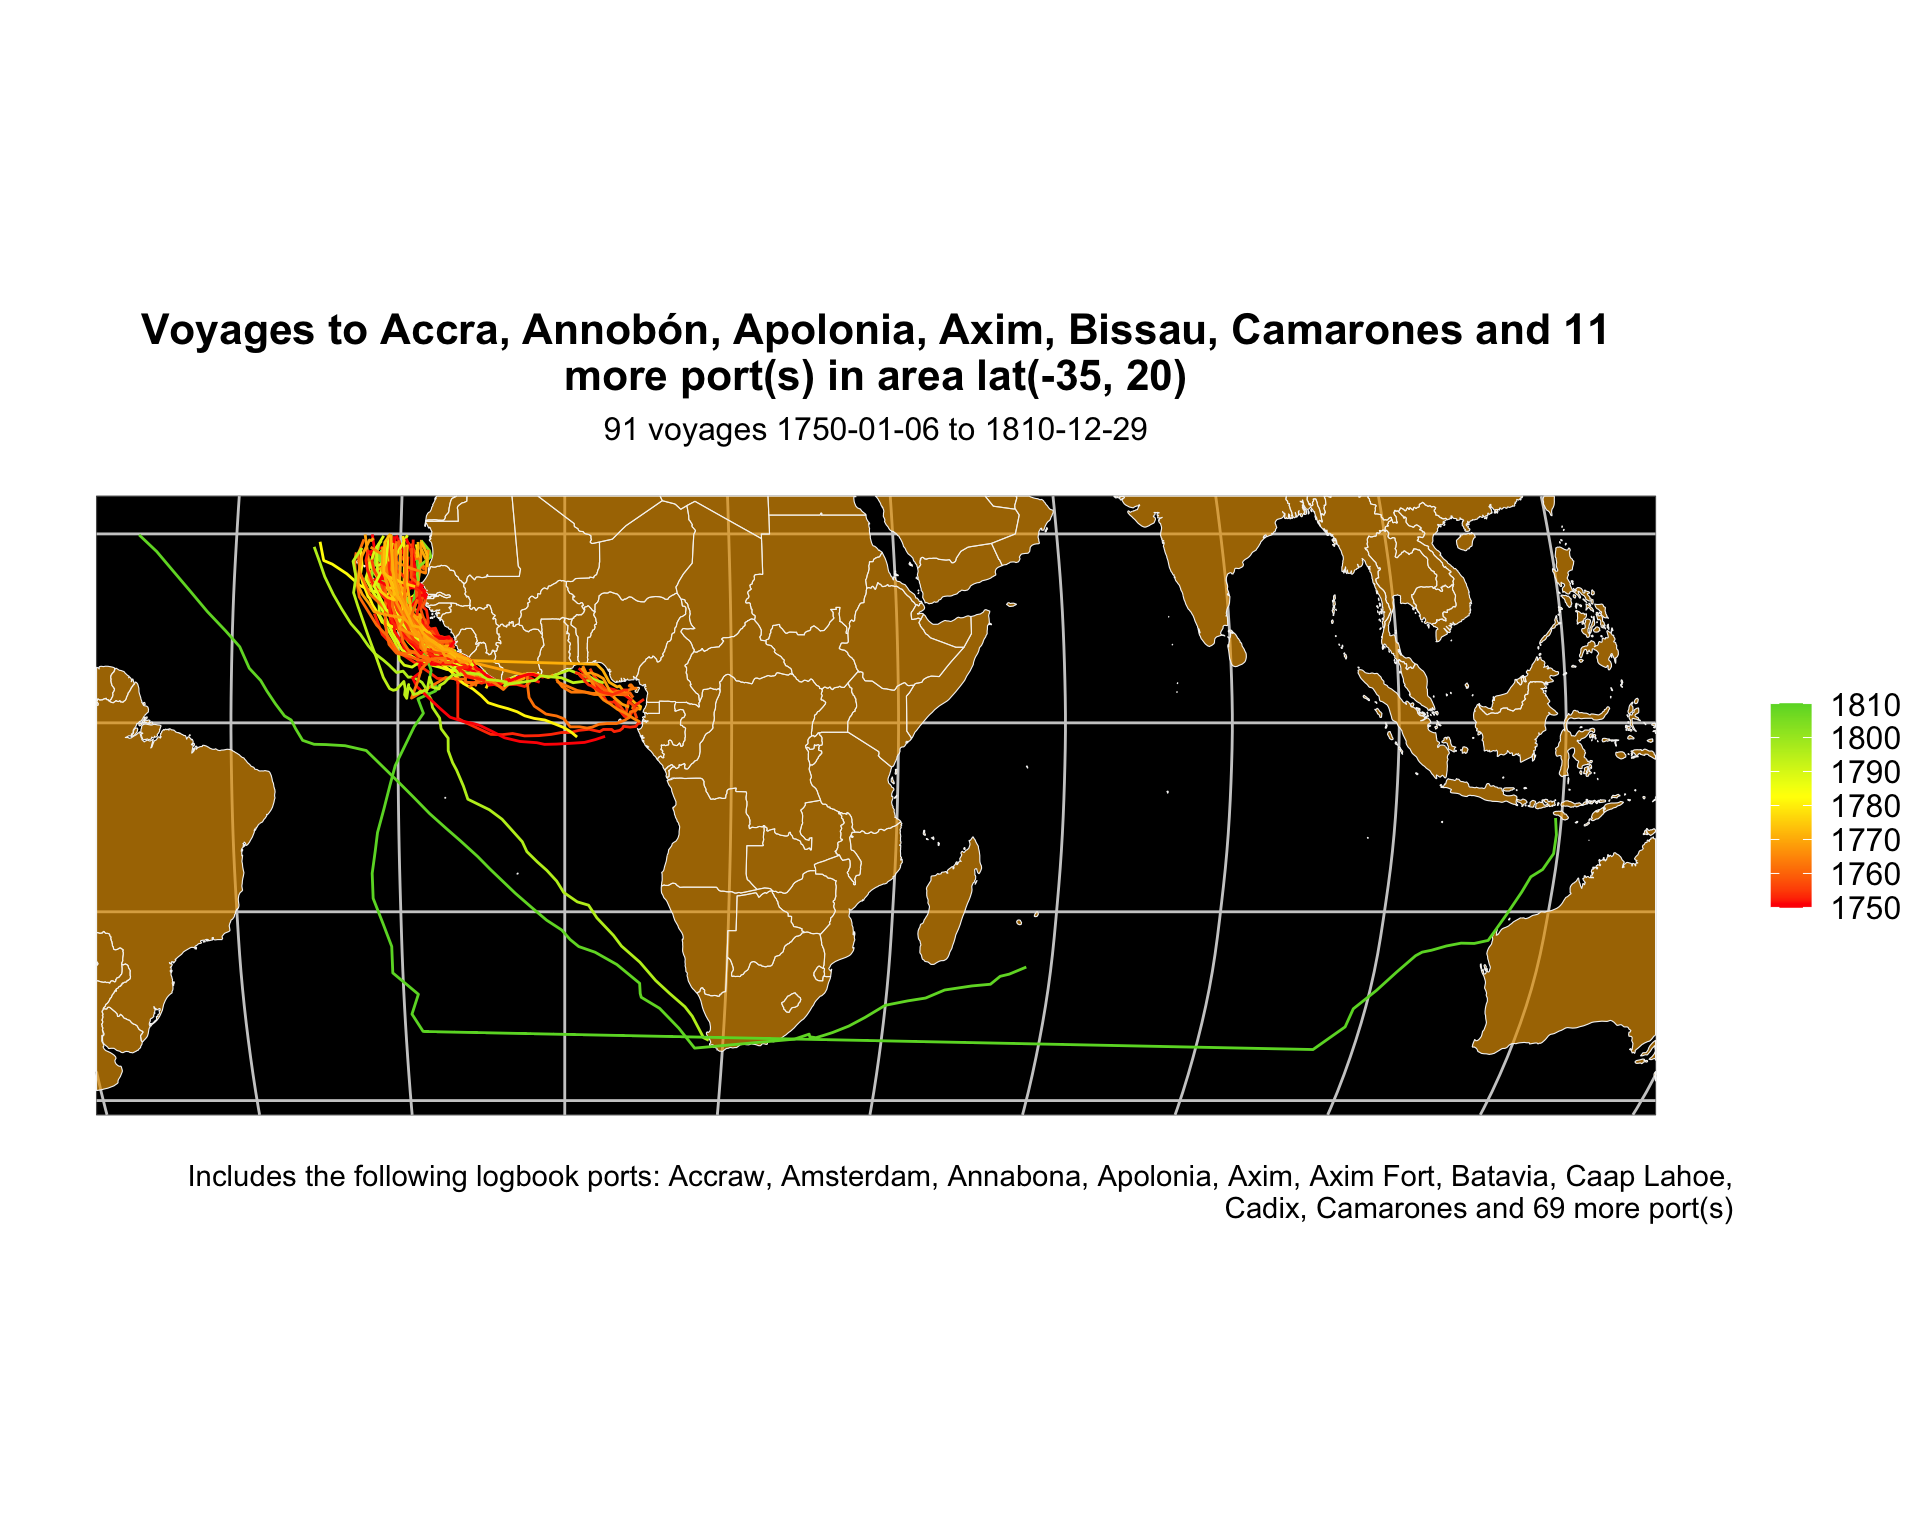 Voyages to Accra, Annobón, Apolonia, Axim, Bissau, Camarones and 11
more port(s) in area lat(-35, 20)
91 voyages 1750-01-06 to 1810-12-29
1810
1800
1790
1780
1770
1760
1750
Includes the following logbook ports: Accraw, Amsterdam, Annabona, Apolonia, Axim, Axim Fort, Batavia, Caap Lahoe,
Cadix, Camarones and 69 more port(s)